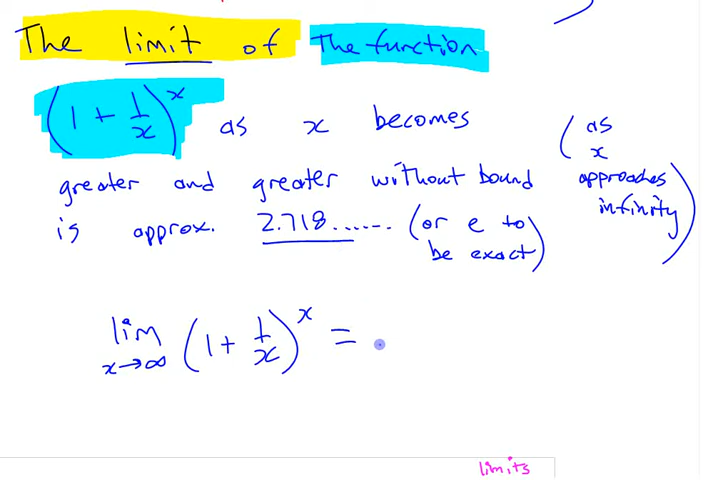 The limit of the function
(1 + 1/x)^x as x becomes
greater and greater without bound
is approx. 2.718...... (or e to
be exact)
(as
x
approaches
infinity)
lim x→∞ (1 + 1/x)^x =
limits